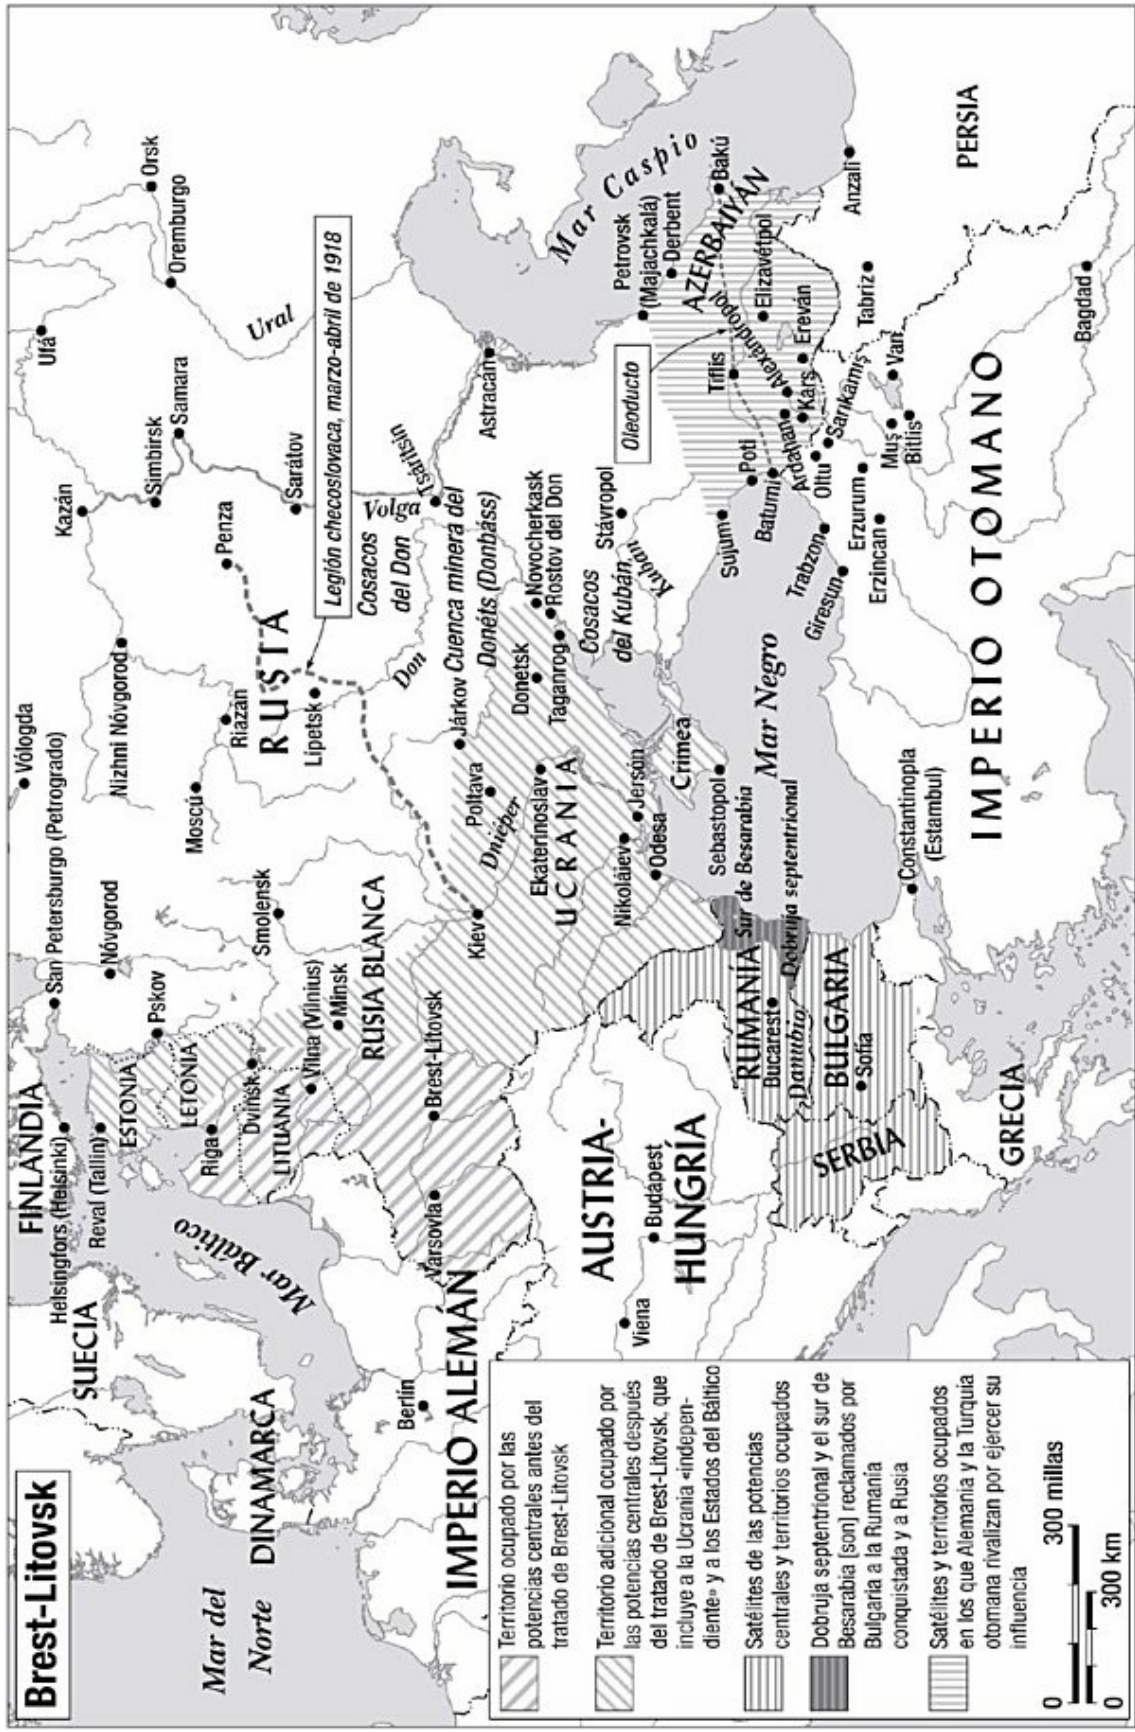 Brest-Litovsk
Mar del
Norte
DINAMARCA
SUECIA
FINLANDIA
Helsingfors (Helsinki)
Reval (Tallin)
ESTONIA
LETONIA
Riga
Dvinsk
LITUANIA
Vilna (Vilnius)
Minsk
Mar Báltico
San Petersburgo (Petrogrado)
Nóvgorod
Pskov
Smolensk
Vólogda
Moscú
Nizhni Nóvgorod
Riazán
RUSIA
Lipetsk
Penza
Kazán
Simbirsk
Samara
Sarátov
Ufá
Oremburgo
Orsk
Ural
Legión checoslovaca, marzo-abril de 1918
Volga
Cosacos
del Don
Tsaritsin
Astracán
Don
Cuenca minera del
Donéts (Donbáss)
Járkov
Poltava
Dniéper
Ekaterinoslav
UCRANIA
Donetsk
Taganrog
Novocherkask
Rostov del Don
Kiev
RUSIA BLANCA
Brest-Litovsk
Varsovia
Berlín
IMPERIO ALEMÁN
AUSTRIA-
HUNGRÍA
Viena
Budapest
Nikoláiev
Jersón
Odesa
Crimea
Sebastopol
Cosacos
del Kubán
Kuban
Stávropol
Mar Caspio
Petrovsk
(Majachkalá)
Derbent
AZERBAIYÁN
Bakú
Oleoducto
Tiflis
Alexándropol
Elizavétpol
Ereván
Kars
Ardahan
Oltu
Sarıkamış
Sujum
Poti
Batumi
Trabzon
Giresun
Erzurum
Erzincan
Muş
Bitlis
Van
Tabriz
Anzali
PERSIA
Bagdad
IMPERIO OTOMANO
Mar Negro
Sur de Besarabia
Dobruja septentrional
RUMANÍA
Bucarest
Danubio
BULGARIA
Sofía
SERBIA
GRECIA
Constantinopla
(Estambul)
Territorio ocupado por las
potencias centrales antes del
tratado de Brest-Litovsk
Territorio adicional ocupado por
las potencias centrales después
del tratado de Brest-Litovsk, que
incluye a la Ucrania «indepen-
diente» y a los Estados del Báltico
Satélites de las potencias
centrales y territorios ocupados
Dobruja septentrional y el sur de
Besarabia [son] reclamados por
Bulgaria a la Rumanía
conquistada y a Rusia
Satélites y territorios ocupados
en los que Alemania y la Turquía
otomana rivalizan por ejercer su
influencia
0 300 millas
0 300 km